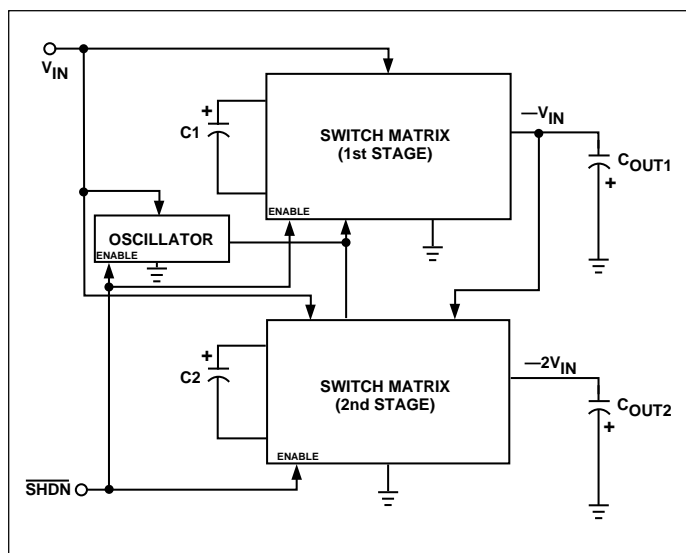 V_IN
+
C1
SWITCH MATRIX
(1st STAGE)
ENABLE
—V_IN
C_OUT1
+
OSCILLATOR
ENABLE
+
C2
SWITCH MATRIX
(2nd STAGE)
ENABLE
—2V_IN
C_OUT2
+
S̅H̅D̅N̅